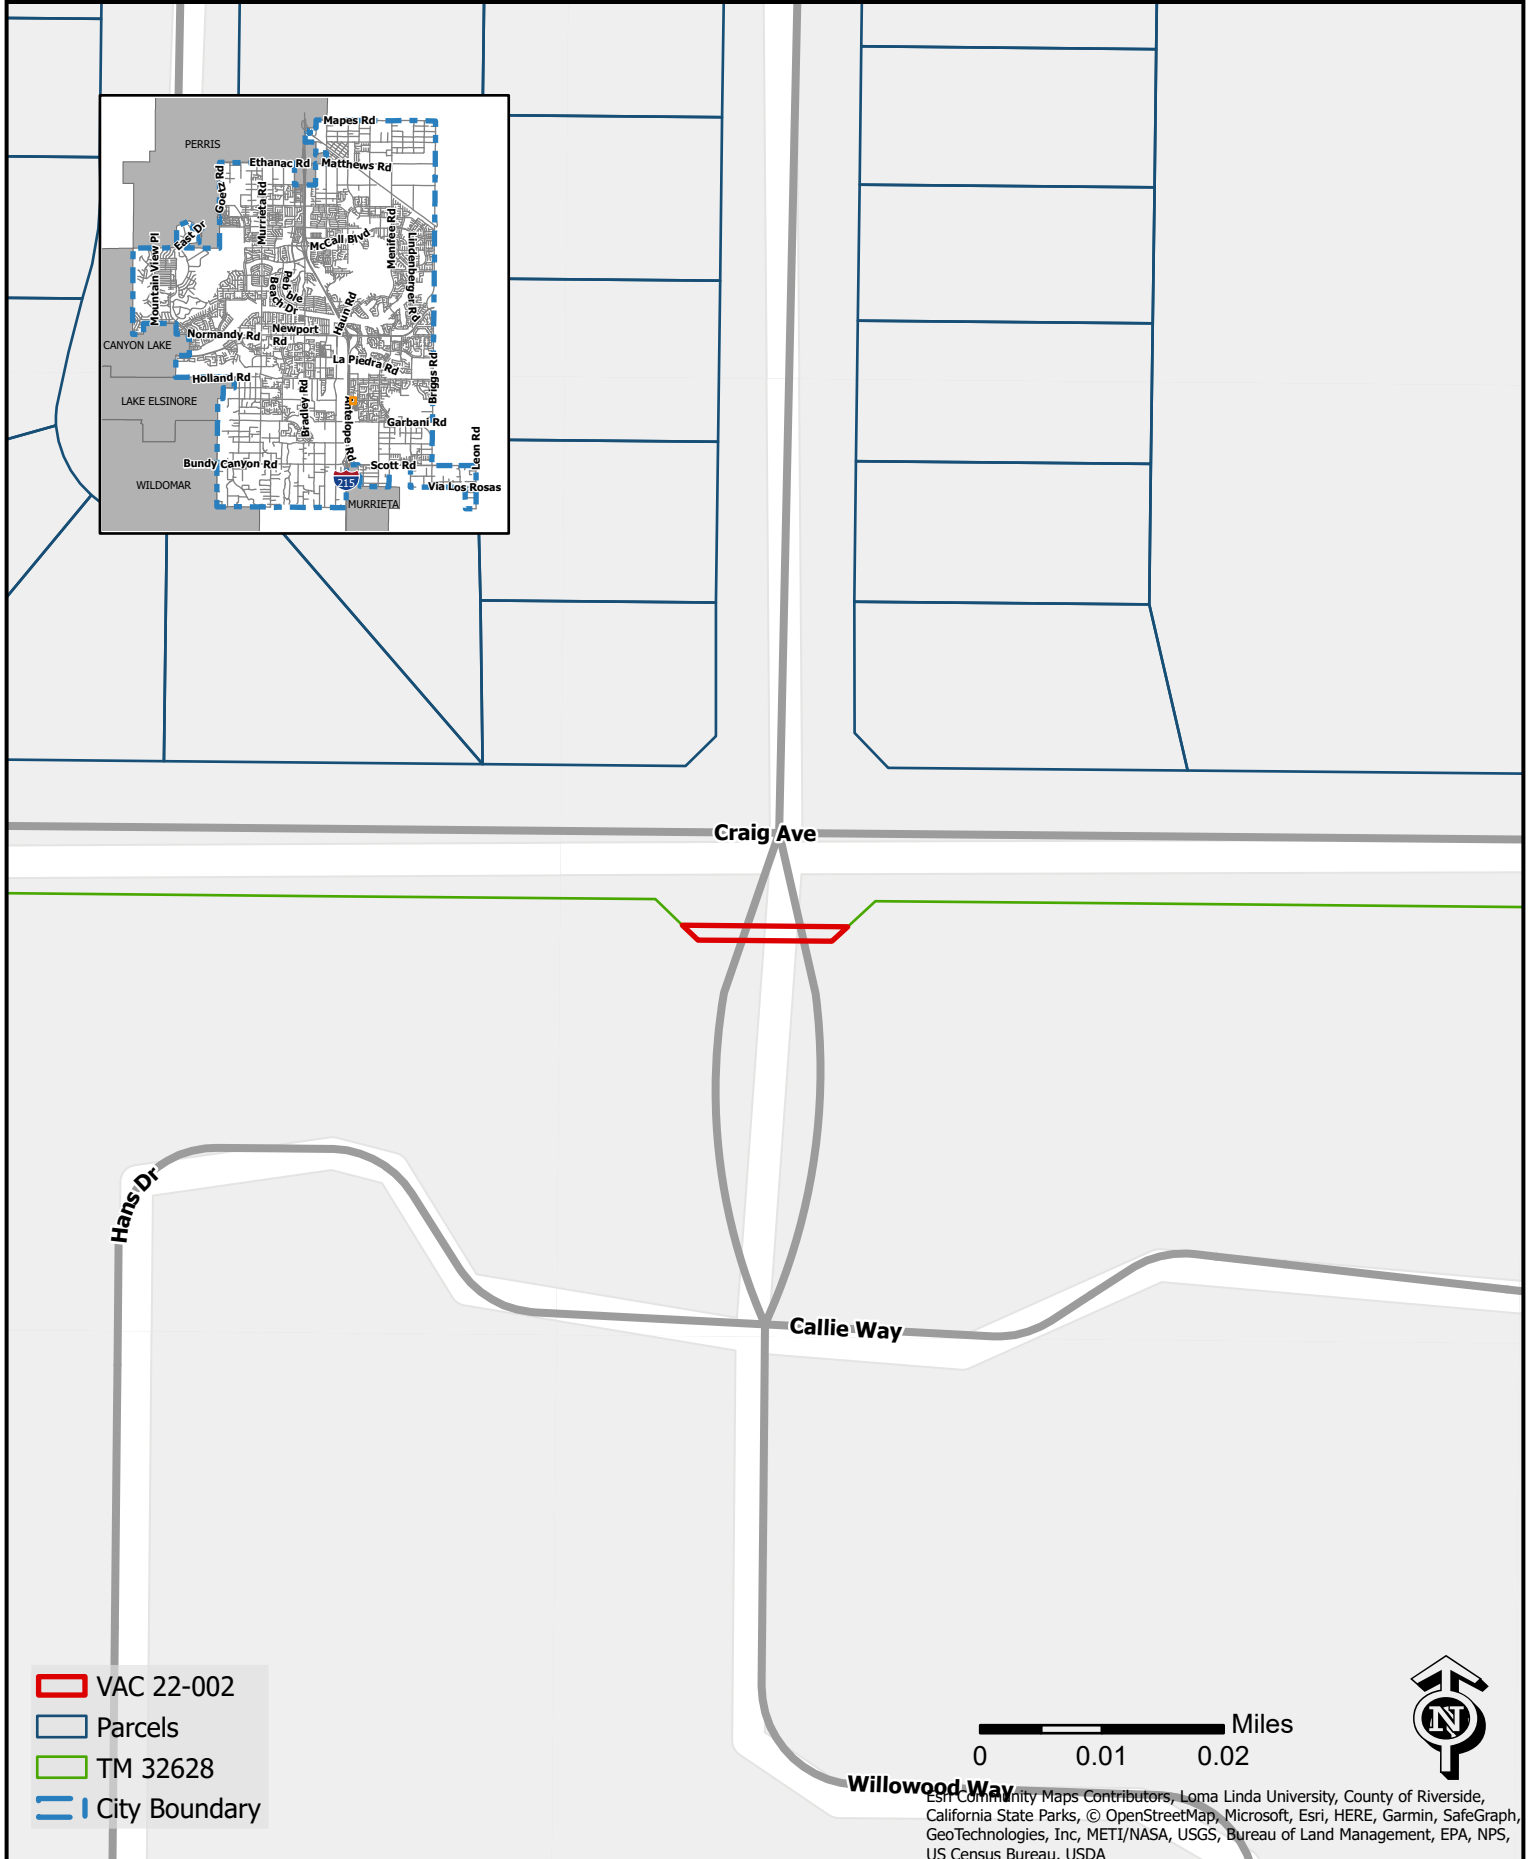 Mapes Rd
PERRIS
Ethanac Rd
Matthews Rd
Goetz Rd
Murrieta Rd
East Dr
McCall Blvd
Menifee Rd
Lindenberger Rd
Mountain View Pl
Pebble
Beach Dr
Haun Rd
Normandy Rd
Newport
Rd
CANYON LAKE
La Piedra Rd
Holland Rd
Briggs Rd
LAKE ELSINORE
Bradley Rd
Antelope Rd
Garbani Rd
Leon Rd
Bundy Canyon Rd
Scott Rd
215
WILDOMAR
Via Los Rosas
MURRIETA
Craig Ave
Hans Dr
Callie Way
VAC 22-002
Parcels
TM 32628
City Boundary
Miles
0 0.01 0.02
N
Willowood Way
Esri Community Maps Contributors, Loma Linda University, County of Riverside,
California State Parks, © OpenStreetMap, Microsoft, Esri, HERE, Garmin, SafeGraph,
GeoTechnologies, Inc, METI/NASA, USGS, Bureau of Land Management, EPA, NPS,
US Census Bureau, USDA